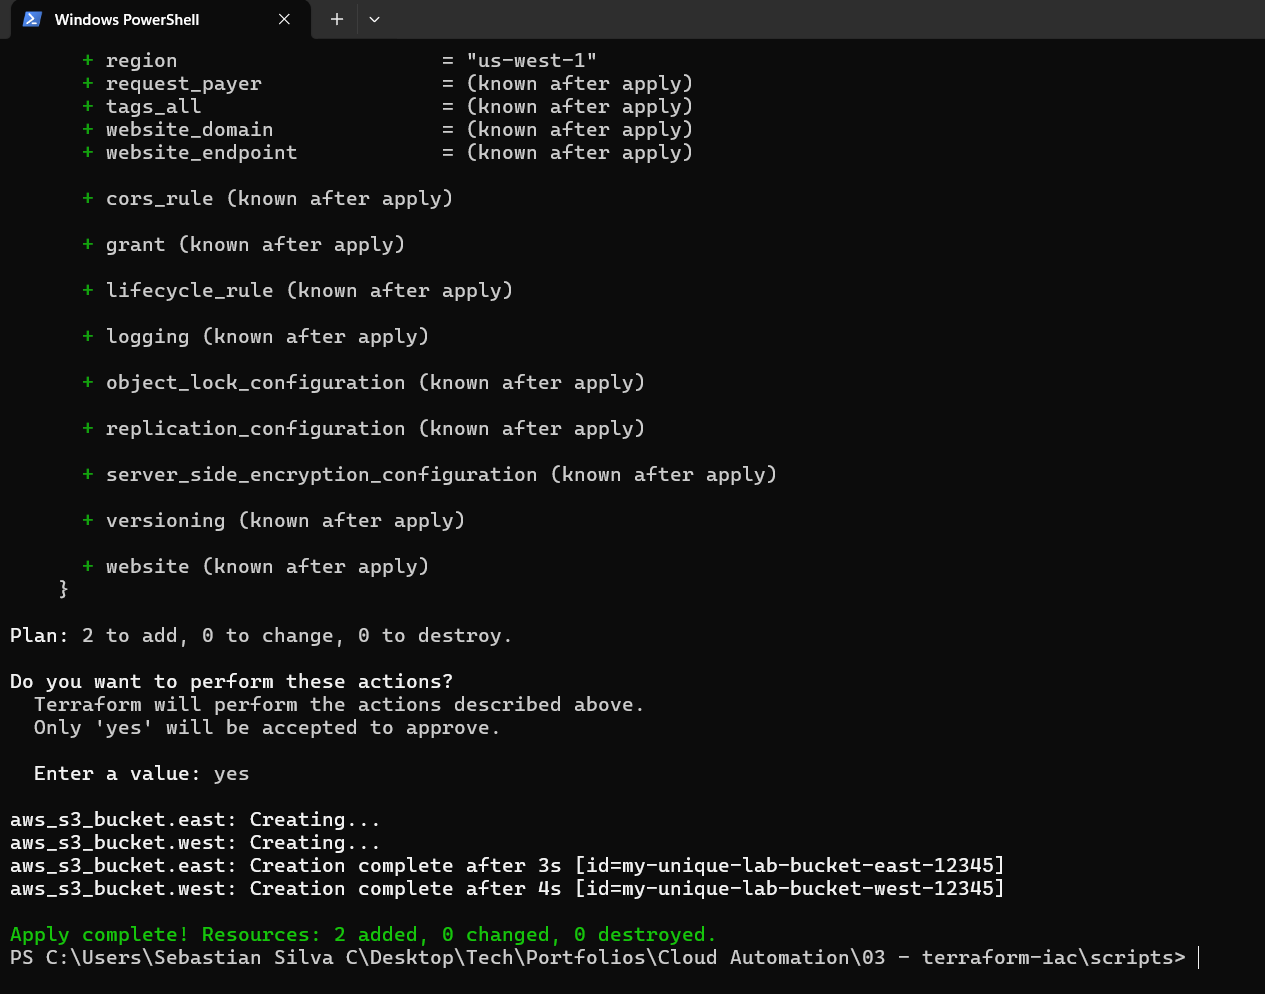 Windows PowerShell
+ region = "us-west-1"
+ request_payer = (known after apply)
+ tags_all = (known after apply)
+ website_domain = (known after apply)
+ website_endpoint = (known after apply)
+ cors_rule (known after apply)
+ grant (known after apply)
+ lifecycle_rule (known after apply)
+ logging (known after apply)
+ object_lock_configuration (known after apply)
+ replication_configuration (known after apply)
+ server_side_encryption_configuration (known after apply)
+ versioning (known after apply)
+ website (known after apply)
}
Plan: 2 to add, 0 to change, 0 to destroy.
Do you want to perform these actions?
Terraform will perform the actions described above.
Only 'yes' will be accepted to approve.
Enter a value: yes
aws_s3_bucket.east: Creating...
aws_s3_bucket.west: Creating...
aws_s3_bucket.east: Creation complete after 3s [id=my-unique-lab-bucket-east-12345]
aws_s3_bucket.west: Creation complete after 4s [id=my-unique-lab-bucket-west-12345]
Apply complete! Resources: 2 added, 0 changed, 0 destroyed.
PS C:\Users\Sebastian Silva C\Desktop\Tech\Portfolios\Cloud Automation\03 - terraform-iac\scripts>